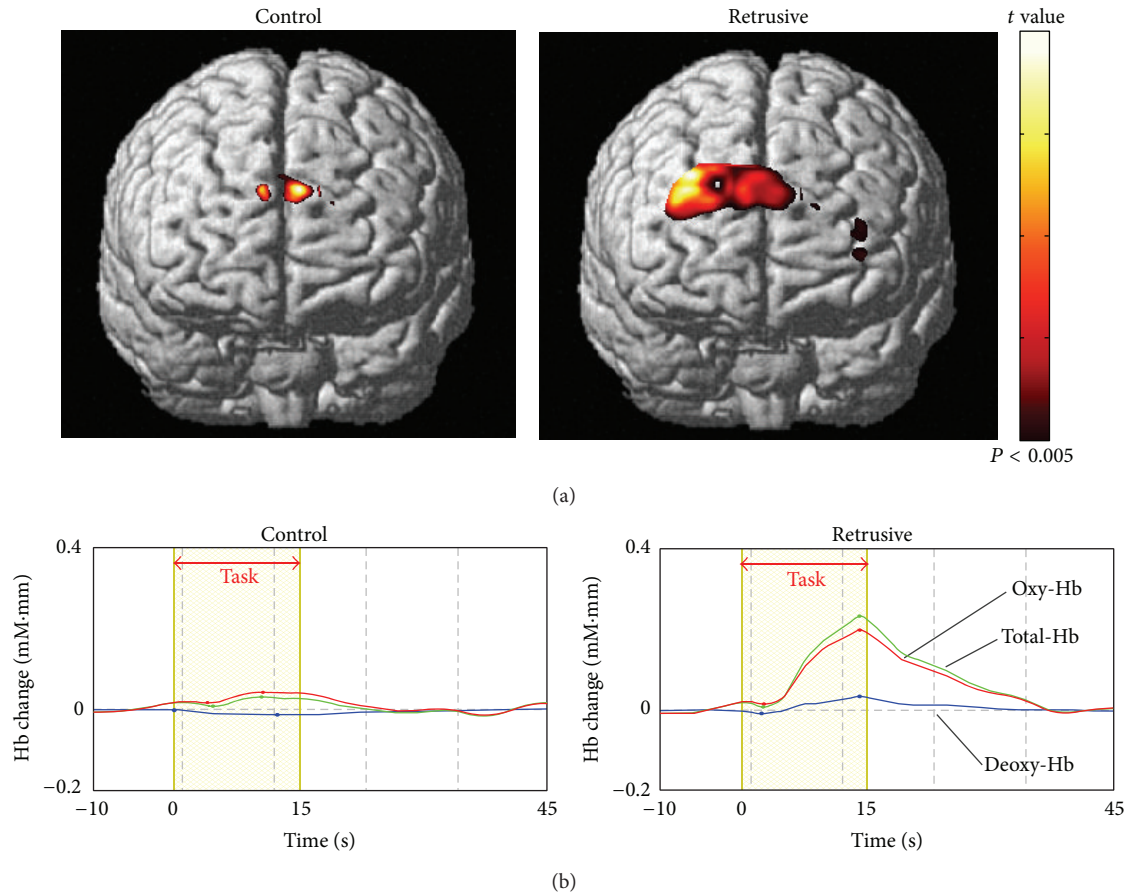 Control
Retrusive
t value
P < 0.005
(a)
Control
Retrusive
0.4
0
−0.2
Hb change (mM·mm)
Task
−10
0
15
45
Time (s)
0.4
0
−0.2
Hb change (mM·mm)
Task
Oxy-Hb
Total-Hb
Deoxy-Hb
−10
0
15
45
Time (s)
(b)